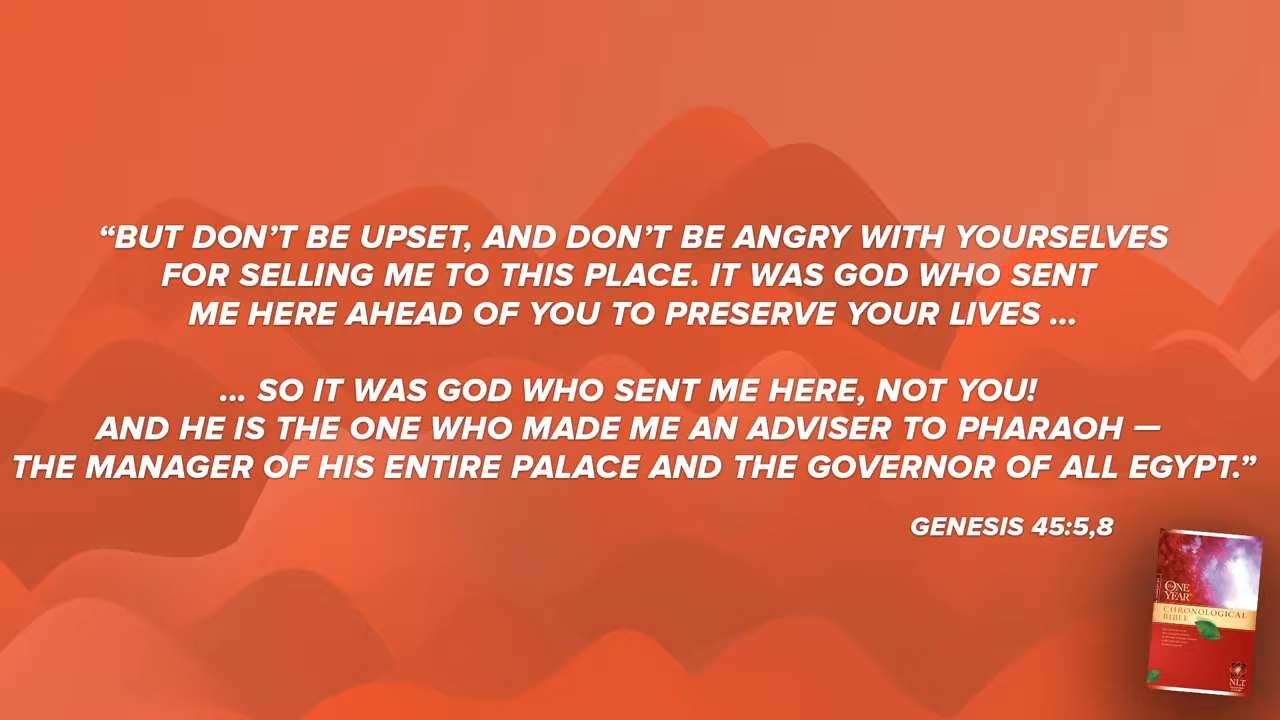 “BUT DON’T BE UPSET, AND DON’T BE ANGRY WITH YOURSELVES
FOR SELLING ME TO THIS PLACE. IT WAS GOD WHO SENT
ME HERE AHEAD OF YOU TO PRESERVE YOUR LIVES ...
... SO IT WAS GOD WHO SENT ME HERE, NOT YOU!
AND HE IS THE ONE WHO MADE ME AN ADVISER TO PHARAOH —
THE MANAGER OF HIS ENTIRE PALACE AND THE GOVERNOR OF ALL EGYPT.”
GENESIS 45:5,8
ONE
YEAR
CHRONOLOGICAL
BIBLE
NLT